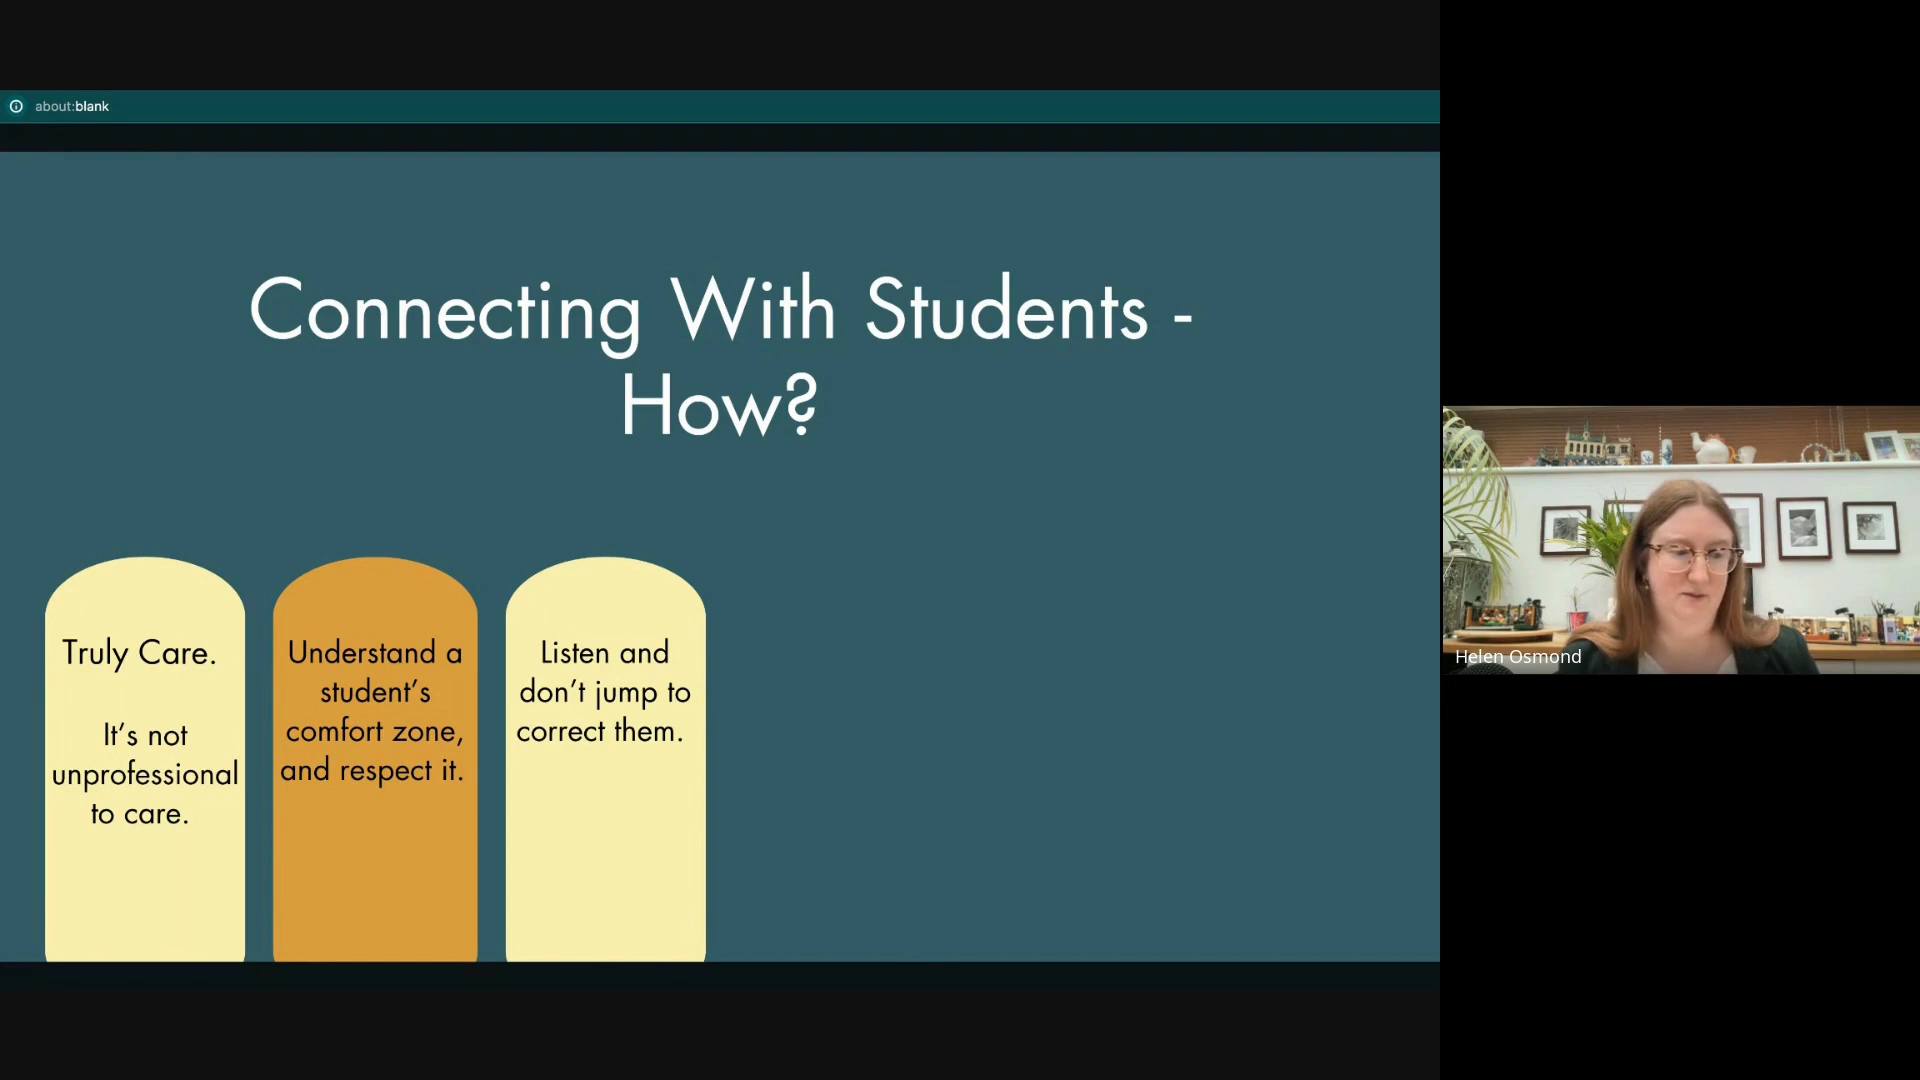 about:blank
Connecting With Students -
How?
Truly Care.
It’s not
unprofessional
to care.
Understand a
student’s
comfort zone,
and respect it.
Listen and
don’t jump to
correct them.
Helen Osmond